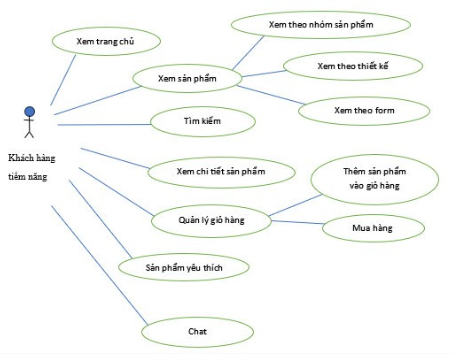 Xem theo nhóm sản phẩm
Xem trang chủ
Xem theo thiết kế
Xem sản phẩm
Xem theo form
Tìm kiếm
Khách hàng
tiềm năng
Xem chi tiết sản phẩm
Thêm sản phẩm
vào giỏ hàng
Quản lý giỏ hàng
Mua hàng
Sản phẩm yêu thích
Chat